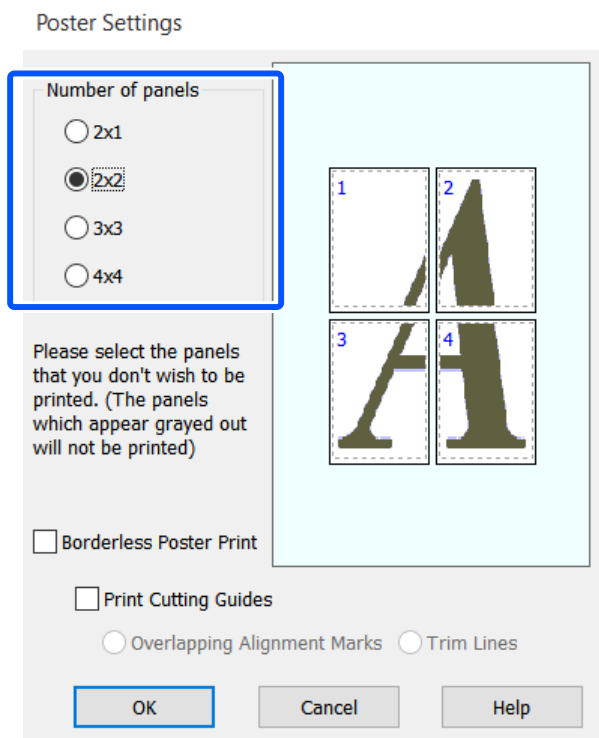 Poster Settings
Number of panels
2x1
2x2
3x3
4x4
1
2
3
4
Please select the panels
that you don't wish to be
printed. (The panels
which appear grayed out
will not be printed)
Borderless Poster Print
Print Cutting Guides
Overlapping Alignment Marks Trim Lines
OK Cancel Help